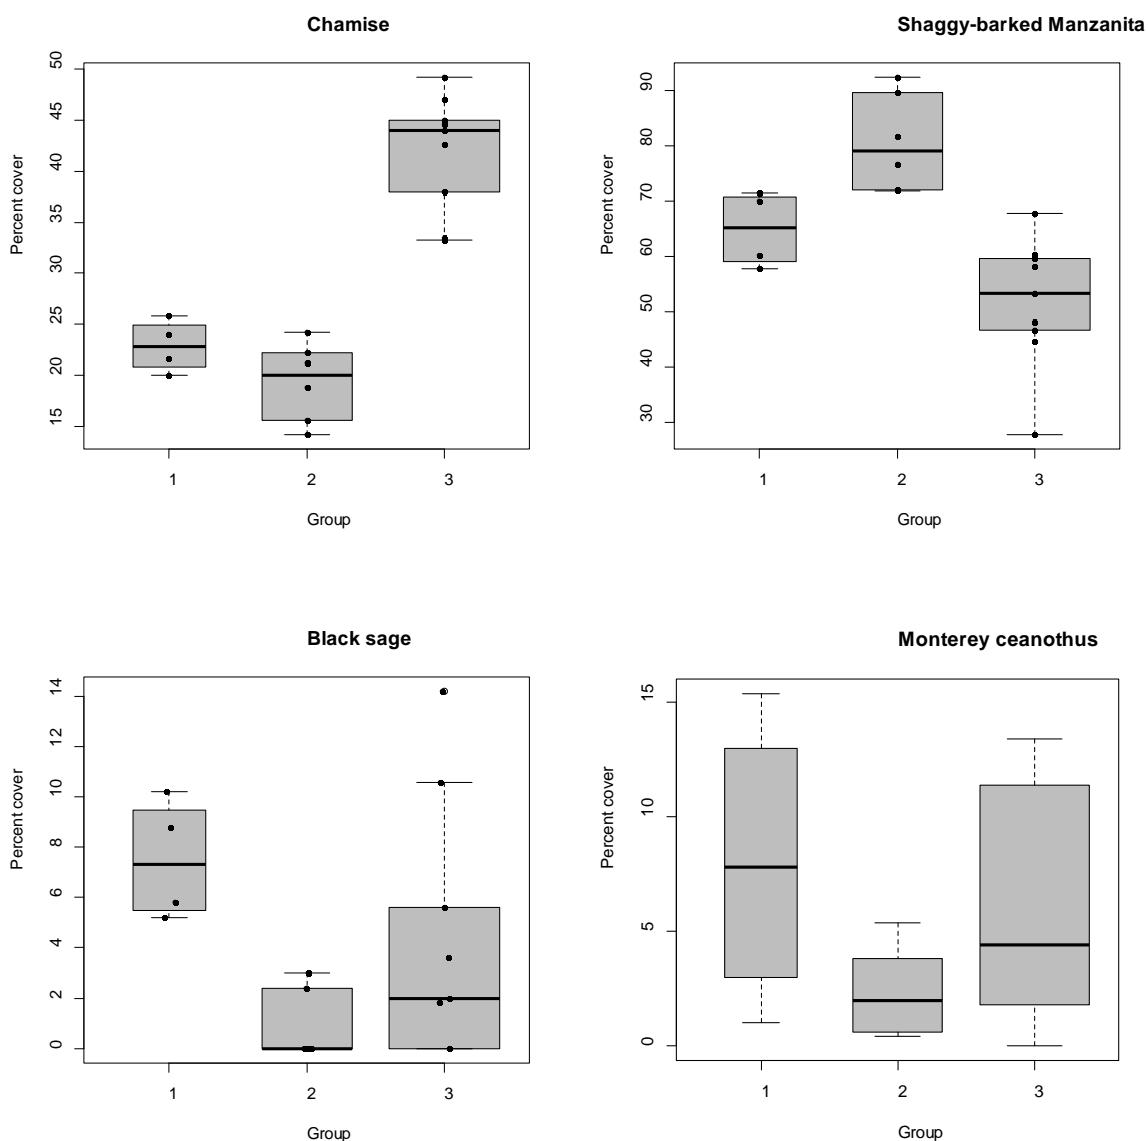 Chamise
50
45
40
35
30
25
20
15
Percent cover
1 2 3
Group
Shaggy-barked Manzanita
90
80
70
60
50
40
30
Percent cover
1 2 3
Group
Black sage
14
12
10
8
6
4
2
0
Percent cover
1 2 3
Group
Monterey ceanothus
15
10
5
0
Percent cover
1 2 3
Group